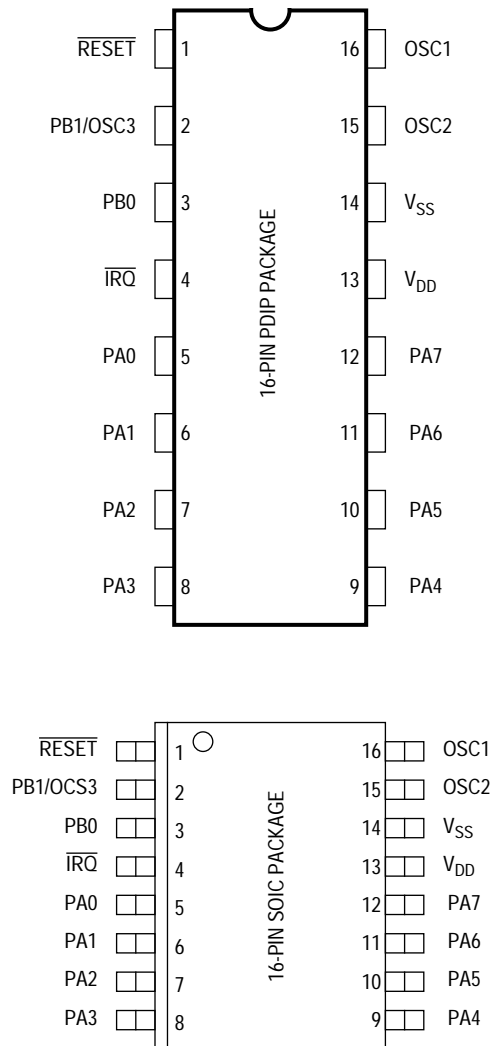 RESET 1 16 OSC1
PB1/OSC3 2 15 OSC2
PB0 3 14 VSS
IRQ 4 13 VDD
PA0 5 12 PA7
PA1 6 11 PA6
PA2 7 10 PA5
PA3 8 9 PA4
16-PIN PDIP PACKAGE
RESET 1 16 OSC1
PB1/OCS3 2 15 OSC2
PB0 3 14 VSS
IRQ 4 13 VDD
PA0 5 12 PA7
PA1 6 11 PA6
PA2 7 10 PA5
PA3 8 9 PA4
16-PIN SOIC PACKAGE